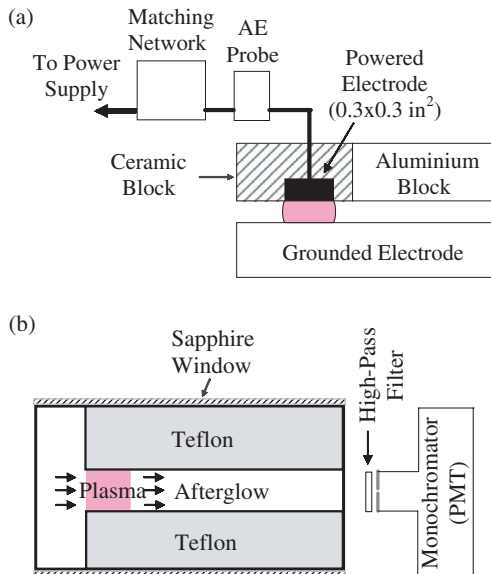 (a)
Matching
Network
AE
Probe
To Power
Supply
Powered
Electrode
(0.3x0.3 in²)
Ceramic
Block
Aluminium
Block
Grounded Electrode
(b)
Sapphire
Window
High-Pass
Filter
Teflon
Plasma
Afterglow
Teflon
Monochromator
(PMT)